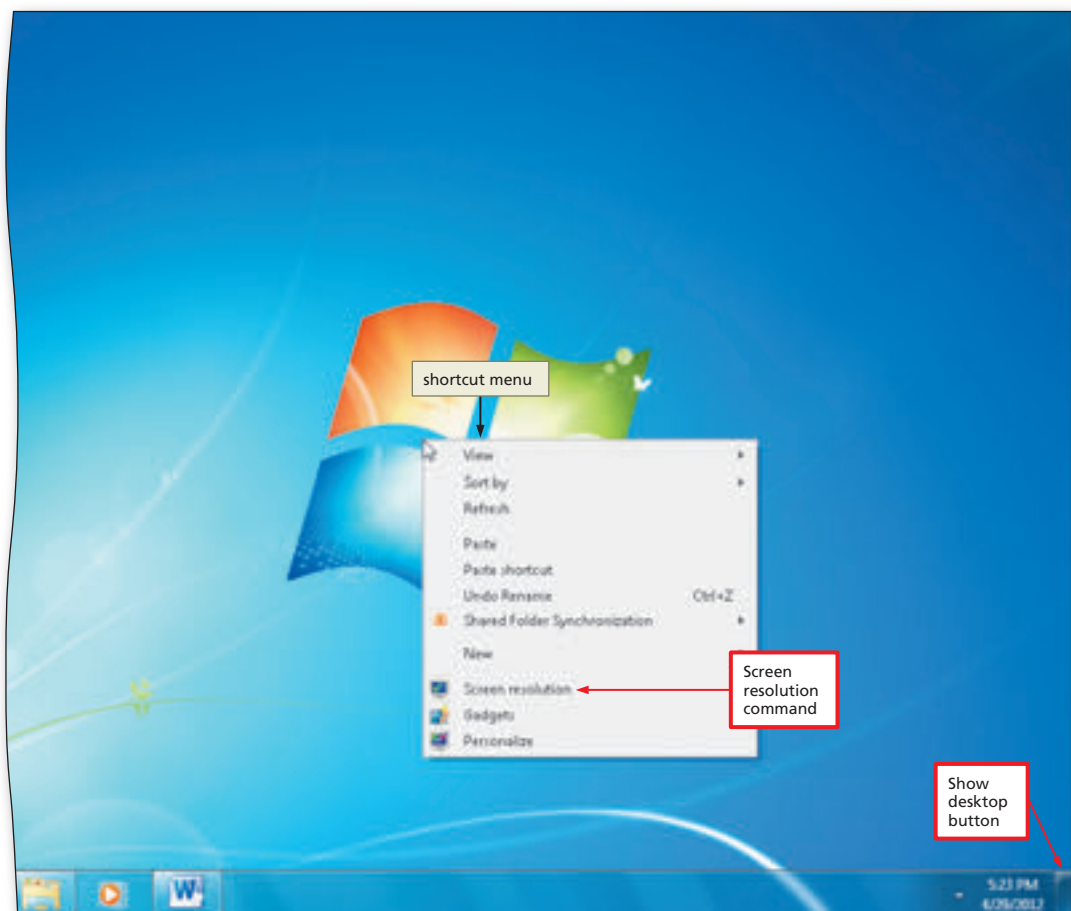 shortcut menu
View
Sort by
Refresh
Paste
Paste shortcut
Undo Rename Ctrl+Z
Shared Folder Synchronization
New
Screen resolution
Gadgets
Personalize
Screen
resolution
command
Show
desktop
button
W
5:23 PM